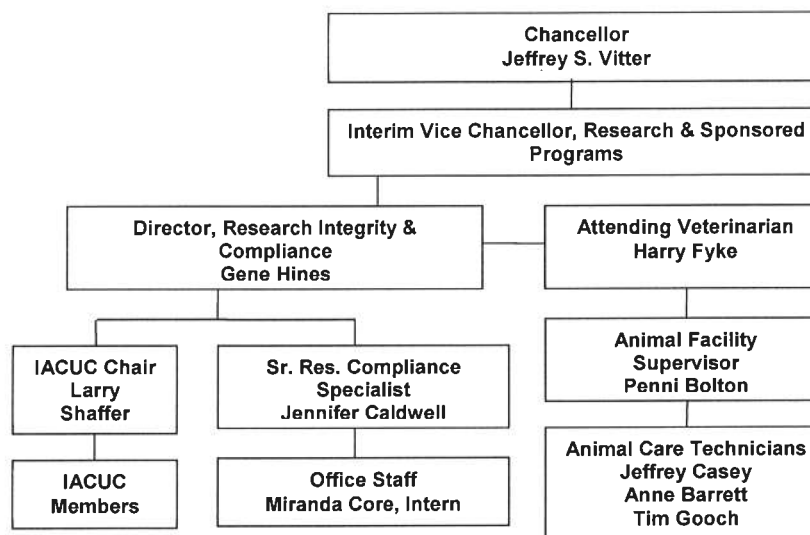 Chancellor
Jeffrey S. Vitter
Interim Vice Chancellor, Research & Sponsored
Programs
Director, Research Integrity &
Compliance
Gene Hines
Attending Veterinarian
Harry Fyke
IACUC Chair
Larry
Shaffer
Sr. Res. Compliance
Specialist
Jennifer Caldwell
Animal Facility
Supervisor
Penni Bolton
IACUC
Members
Office Staff
Miranda Core, Intern
Animal Care Technicians
Jeffrey Casey
Anne Barrett
Tim Gooch